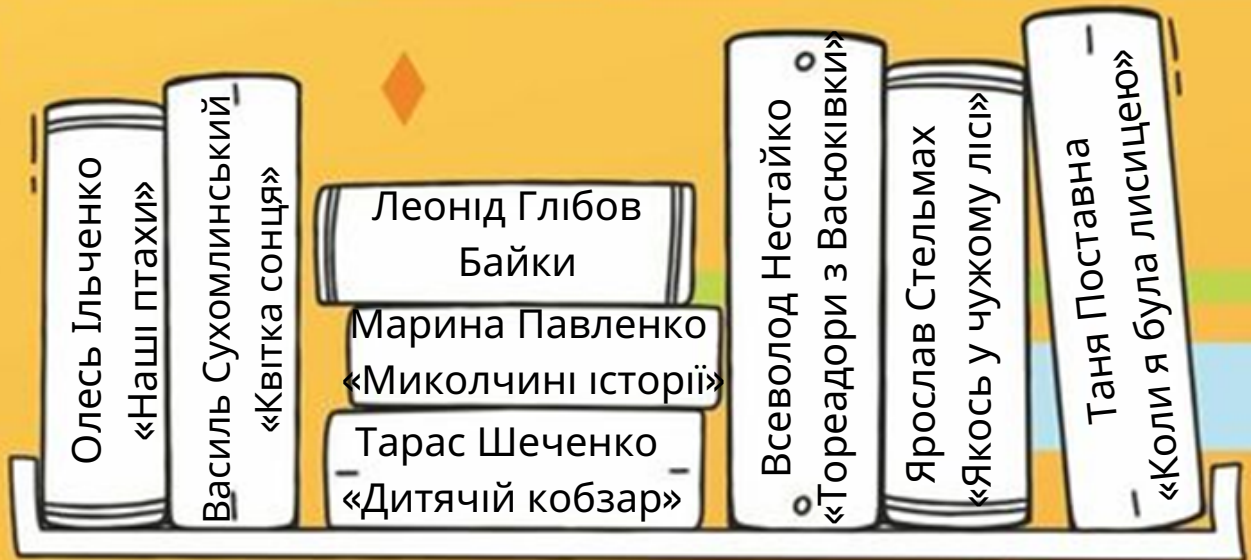 Олесь Ільченко
«Наші птахи»
Василь Сухомлинський
«Квітка сонця»
Леонід Глібов
Байки
Марина Павленко
«Миколчині історії»
Тарас Шеченко
«Дитячій кобзар»
Всеволод Нестайко
«Тореадори з Васюківки»
Ярослав Стельмах
«Якось у чужому лісі»
Таня Поставна
«Коли я була лисицею»